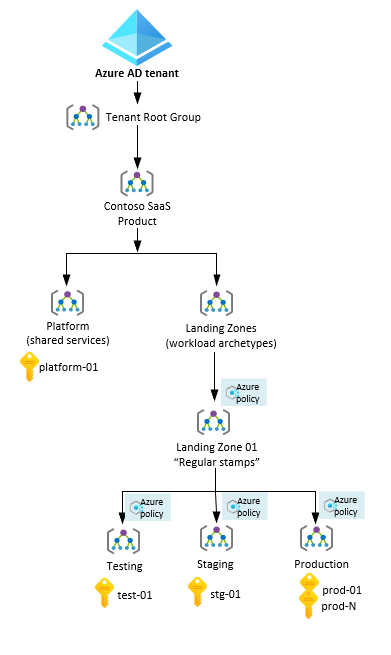 Azure AD tenant
Tenant Root Group
Contoso SaaS
Product
Platform
(shared services)
platform-01
Landing Zones
(workload archetypes)
Azure
policy
Landing Zone 01
“Regular stamps”
Azure
policy
Testing
test-01
Azure
policy
Staging
stg-01
Azure
policy
Production
prod-01
prod-N